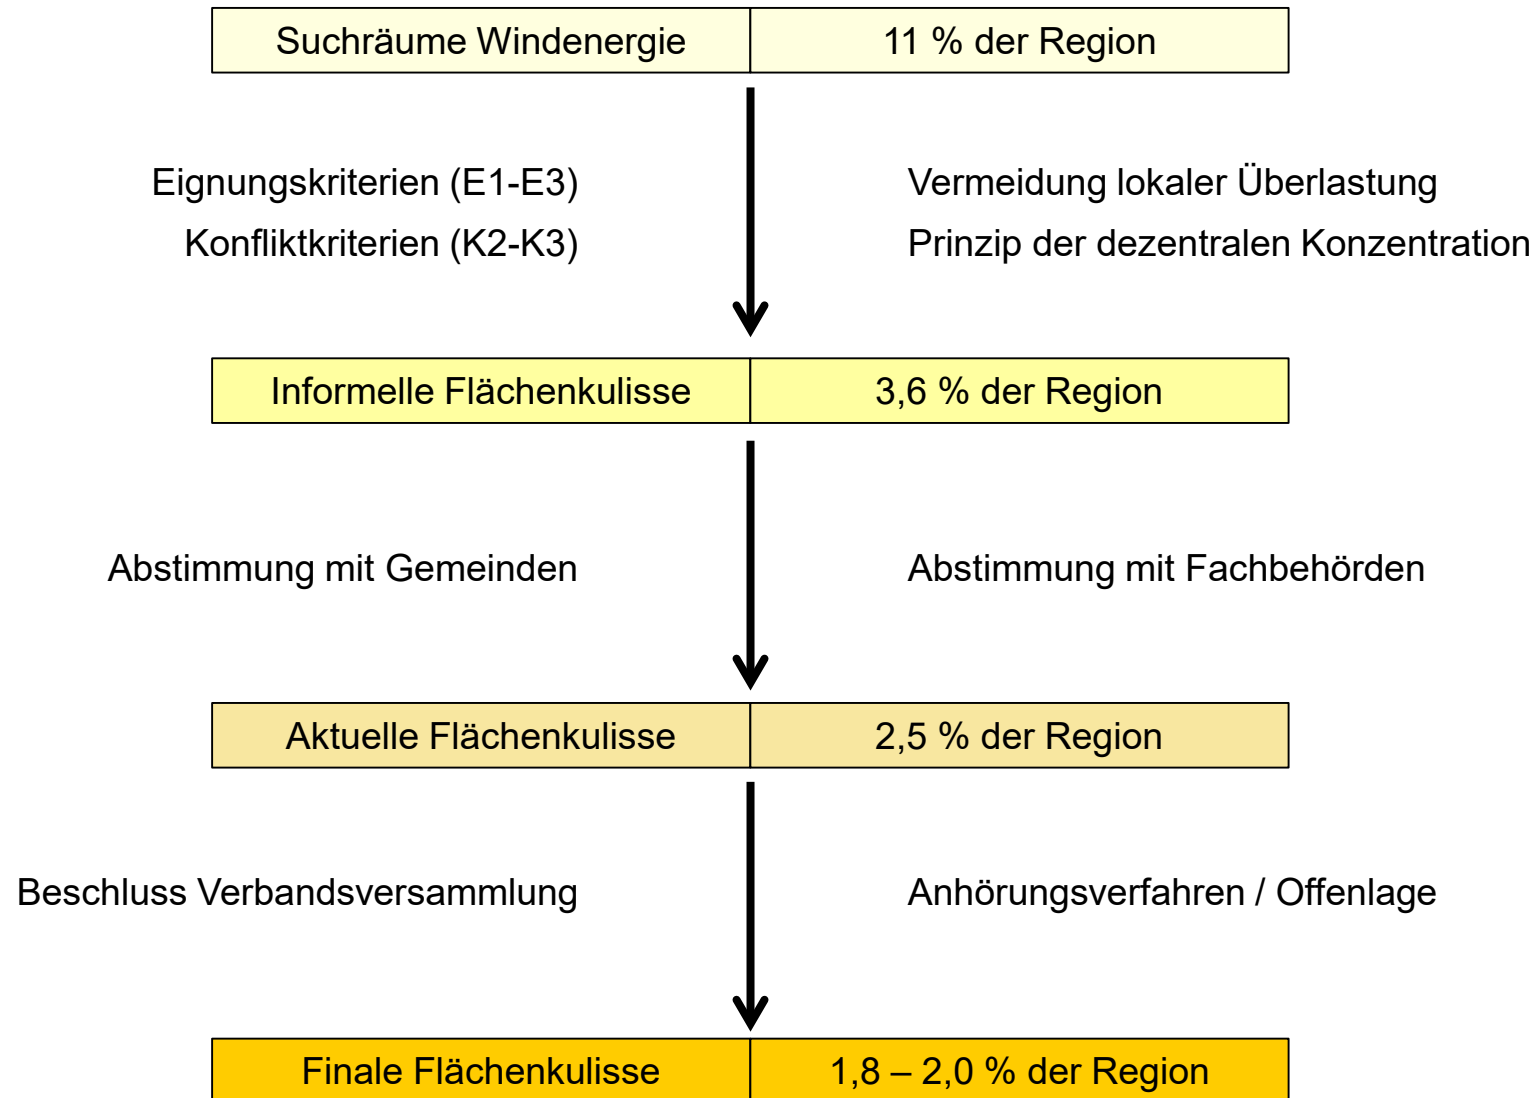 Suchräume Windenergie 11 % der Region
Eignungskriterien (E1-E3) Vermeidung lokaler Überlastung
Konfliktkriterien (K2-K3) Prinzip der dezentralen Konzentration
Informelle Flächenkulisse 3,6 % der Region
Abstimmung mit Gemeinden Abstimmung mit Fachbehörden
Aktuelle Flächenkulisse 2,5 % der Region
Beschluss Verbandsversammlung Anhörungsverfahren / Offenlage
Finale Flächenkulisse 1,8 – 2,0 % der Region